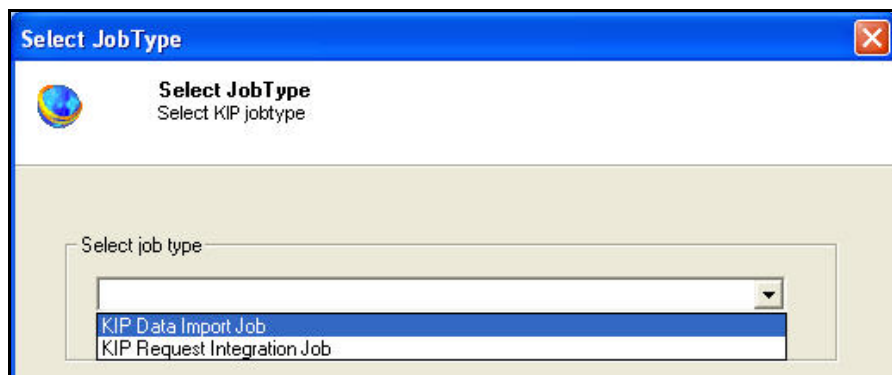 Select JobType
Select JobType
Select KIP jobtype
Select job type
KIP Data Import Job
KIP Request Integration Job